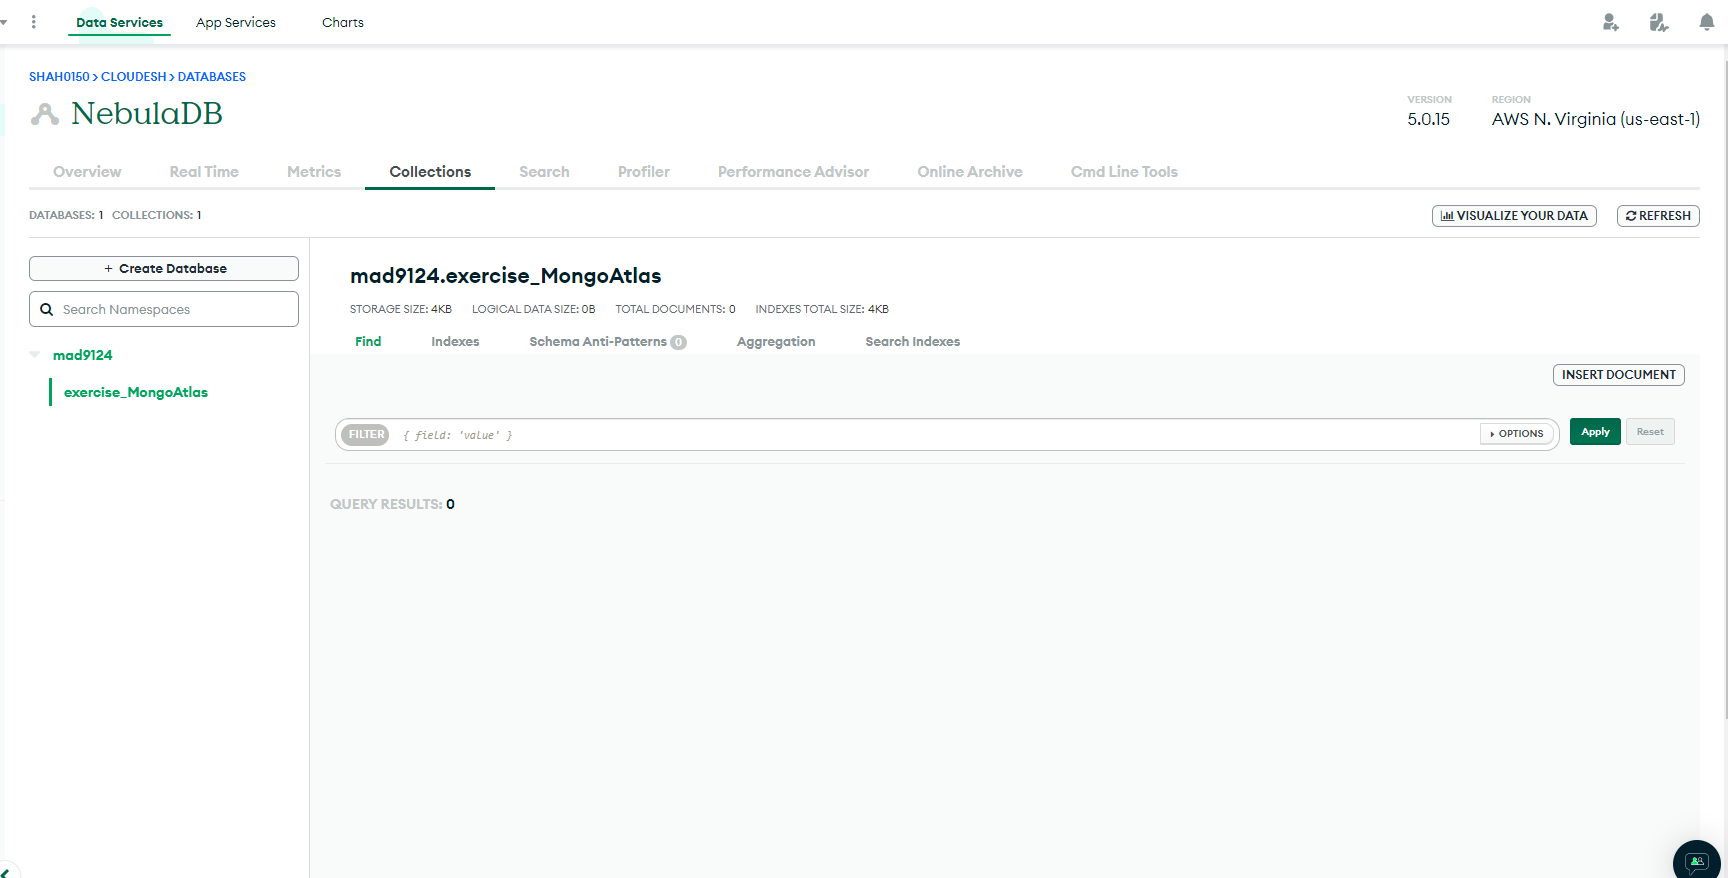 Data Services App Services Charts
SHAH0150 > CLOUDESH > DATABASES
NebulaDB
VERSION REGION
5.0.15 AWS N. Virginia (us-east-1)
Overview Real Time Metrics Collections Search Profiler Performance Advisor Online Archive Cmd Line Tools
DATABASES: 1 COLLECTIONS: 1
VISUALIZE YOUR DATA REFRESH
+ Create Database
Search Namespaces
mad9124
exercise_MongoAtlas
mad9124.exercise_MongoAtlas
STORAGE SIZE: 4KB LOGICAL DATA SIZE: 0B TOTAL DOCUMENTS: 0 INDEXES TOTAL SIZE: 4KB
Find Indexes Schema Anti-Patterns 0 Aggregation Search Indexes
INSERT DOCUMENT
FILTER { field: 'value' } OPTIONS Apply Reset
QUERY RESULTS: 0